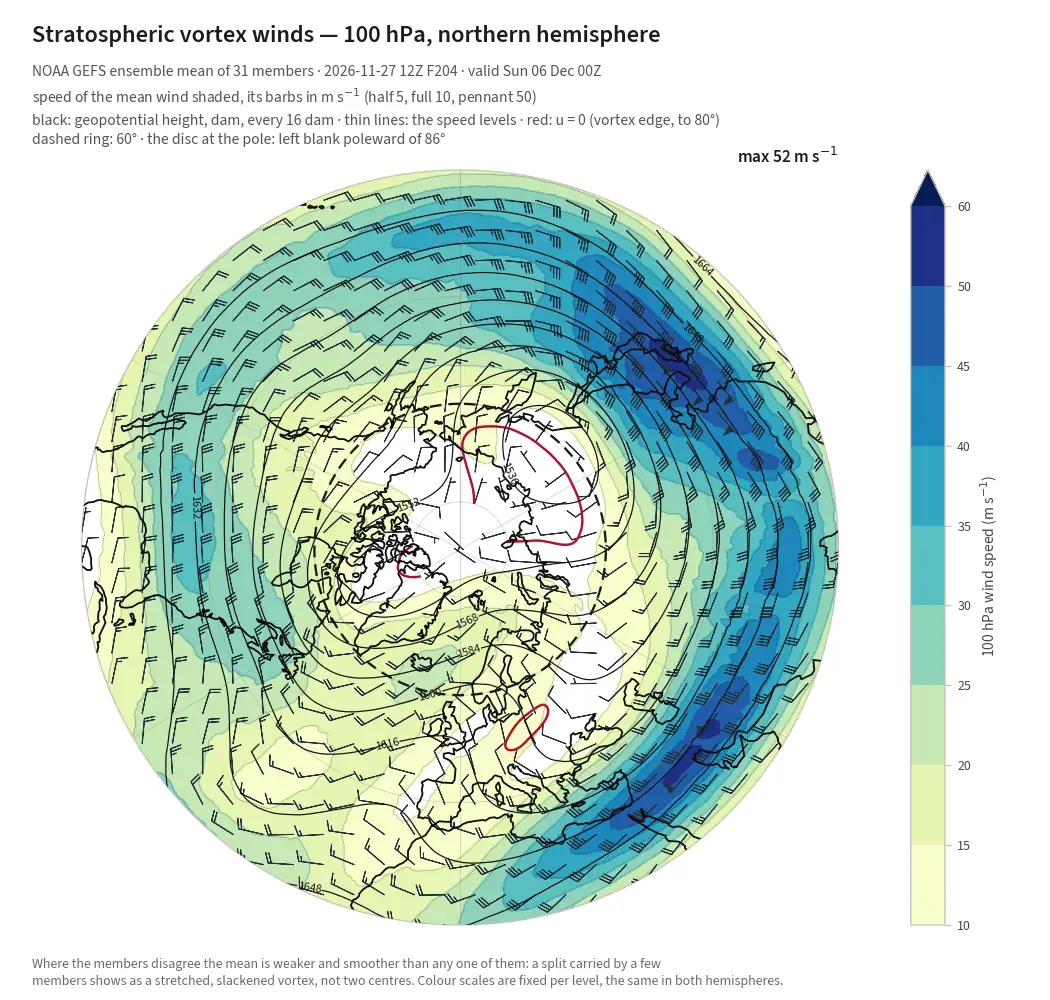 Stratospheric vortex winds — 100 hPa, northern hemisphere
NOAA GEFS ensemble mean of 31 members · 2026-11-27 12Z F204 · valid Sun 06 Dec 00Z
speed of the mean wind shaded, its barbs in m s⁻¹ (half 5, full 10, pennant 50)
black: geopotential height, dam, every 16 dam · thin lines: the speed levels · red: u = 0 (vortex edge, to 80°)
dashed ring: 60° · the disc at the pole: left blank poleward of 86°
max 52 m s⁻¹
60
50
45
40
35
30
25
20
15
10
100 hPa wind speed (m s⁻¹)
1664
1536
1632
1568
1584
1616
1648
Where the members disagree the mean is weaker and smoother than any one of them: a split carried by a few
members shows as a stretched, slackened vortex, not two centres. Colour scales are fixed per level, the same in both hemispheres.